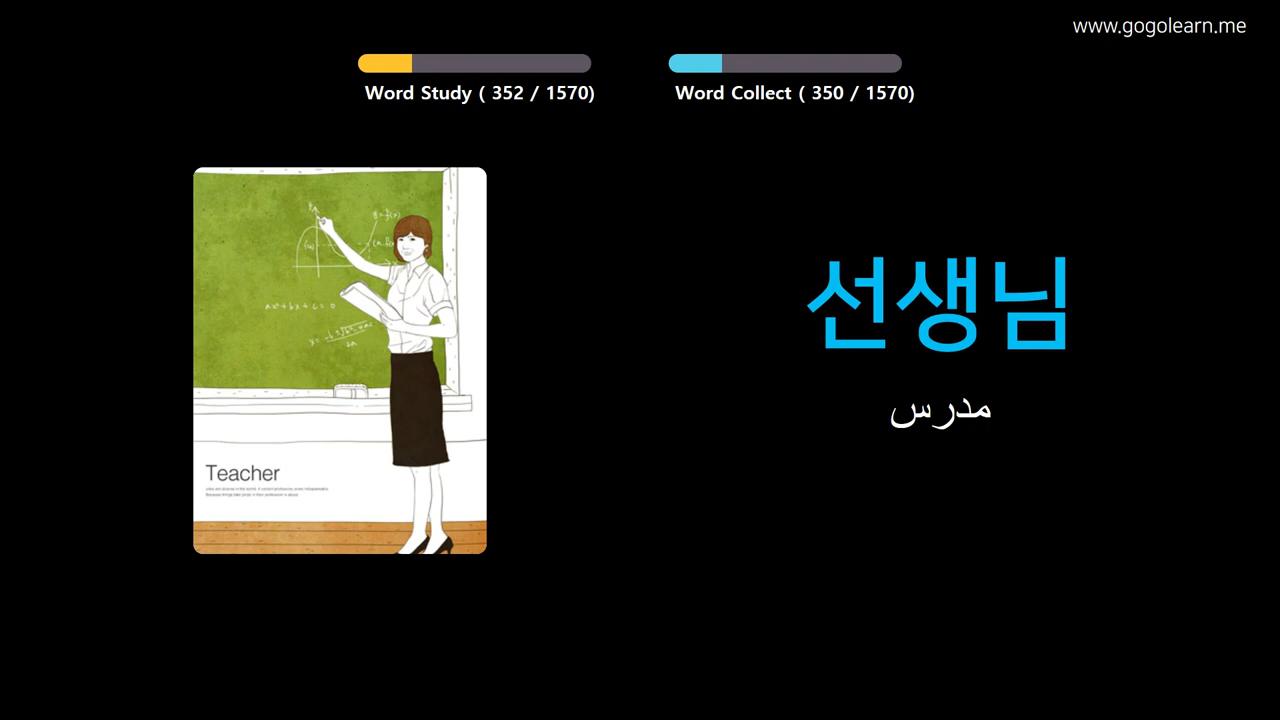 www.gogolearn.me
Word Study ( 352 / 1570)
Word Collect ( 350 / 1570)
선생님
مدرس
Teacher